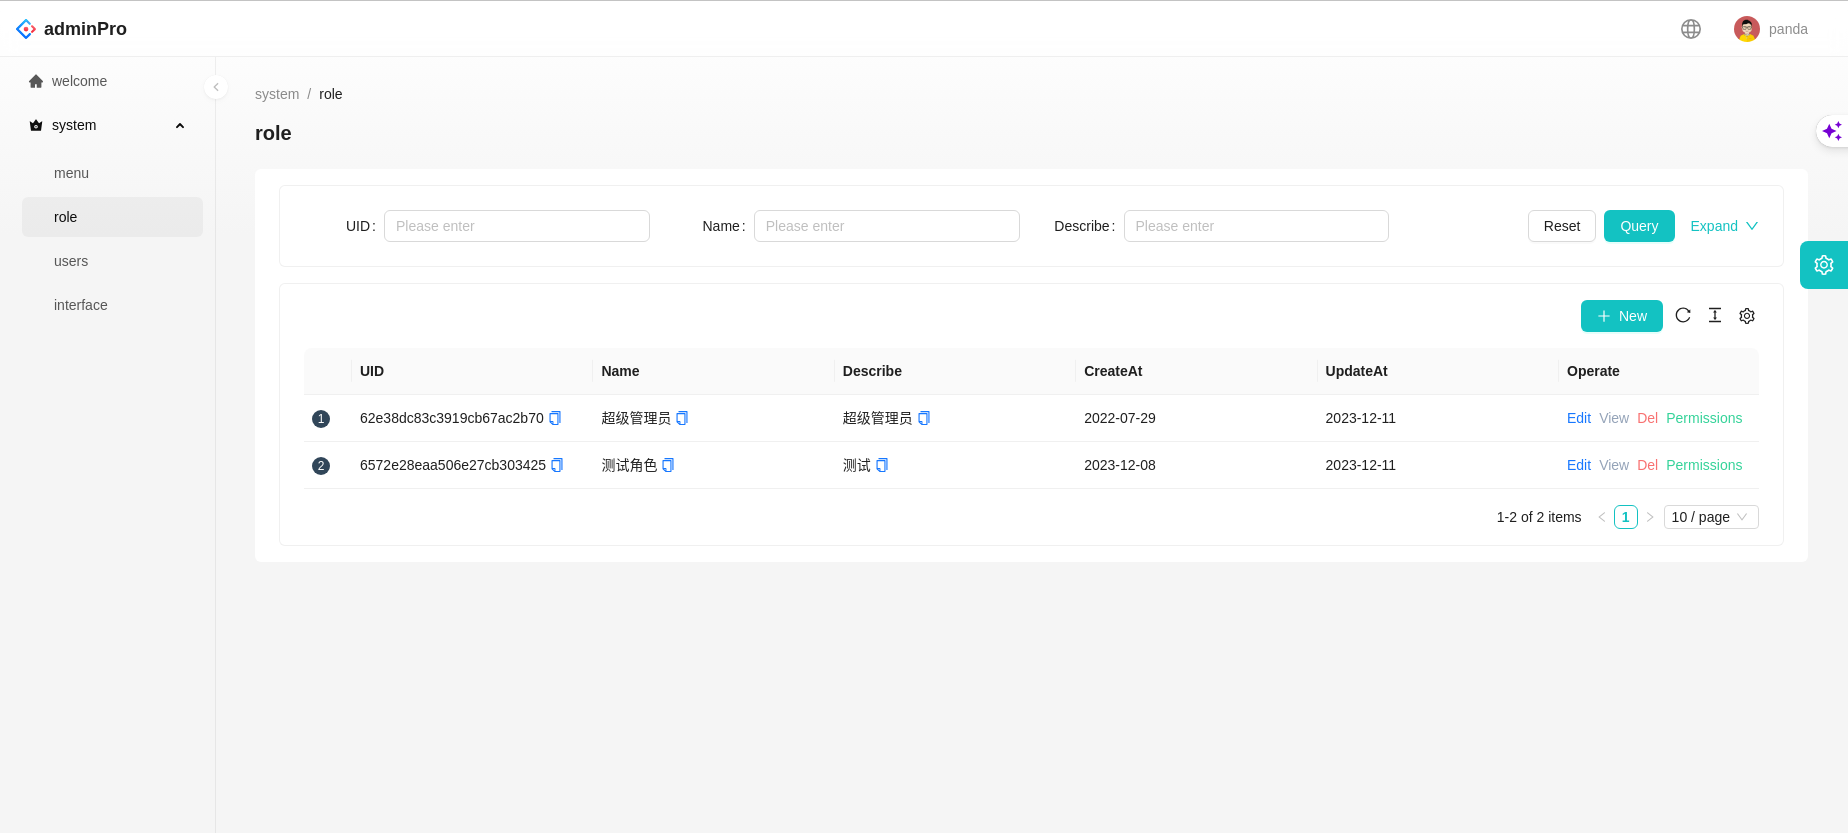 adminPro
panda
welcome
system
menu
role
users
interface
system / role
role
UID: Please enter Name: Please enter Describe: Please enter Reset Query Expand
New
UID Name Describe CreateAt UpdateAt Operate
1 62e38dc83c3919cb67ac2b70 超级管理员 超级管理员 2022-07-29 2023-12-11 Edit View Del Permissions
2 6572e28eaa506e27cb303425 测试角色 测试 2023-12-08 2023-12-11 Edit View Del Permissions
1-2 of 2 items 1 10 / page